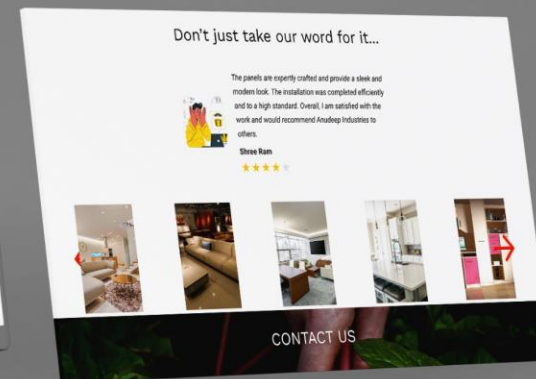 Don't just take our word for it...
The panels are expertly crafted and provide a sleek and
modern look. The installation was completed efficiently
and to a high standard. Overall, I am satisfied with the
work and would recommend Anudeep Industries to
others.
Shree Ram
CONTACT US